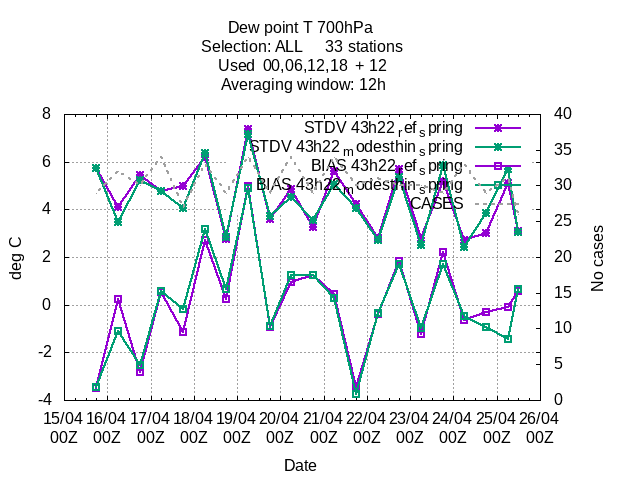 Dew point T 700hPa
Selection: ALL 33 stations
Used 00,06,12,18 + 12
Averaging window: 12h
8
6
4
2
0
-2
-4
deg C
40
35
30
25
20
15
10
5
0
No cases
STDV 43h22refspring
STDV 43h22modesthinspring
BIAS 43h22refspring
BIAS 43h22modesthinspring
CASES
15/04 16/04 17/04 18/04 19/04 20/04 21/04 22/04 23/04 24/04 25/04 26/04
00Z 00Z 00Z 00Z 00Z 00Z 00Z 00Z 00Z 00Z 00Z 00Z
Date